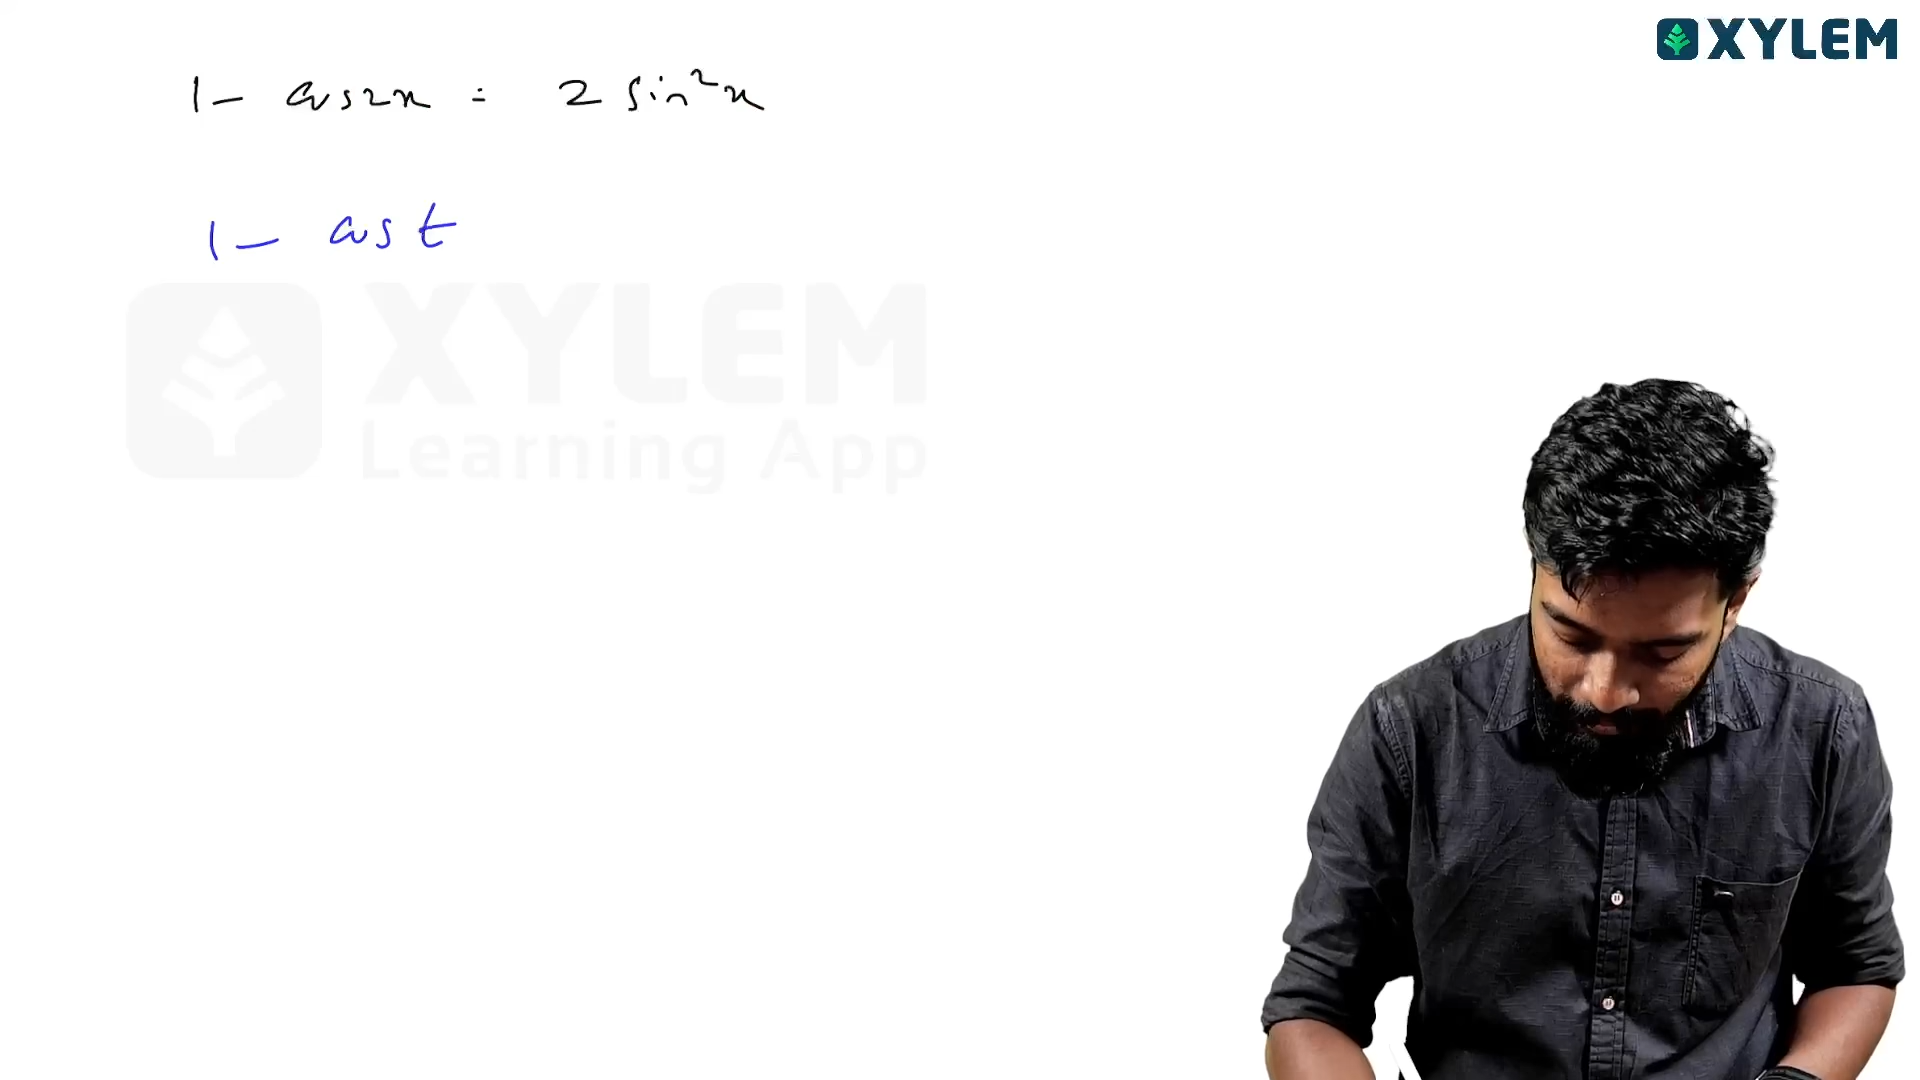 XYLEM
1 - cos2x = 2 sin²x
1 - cos t
XYLEM
Learning App